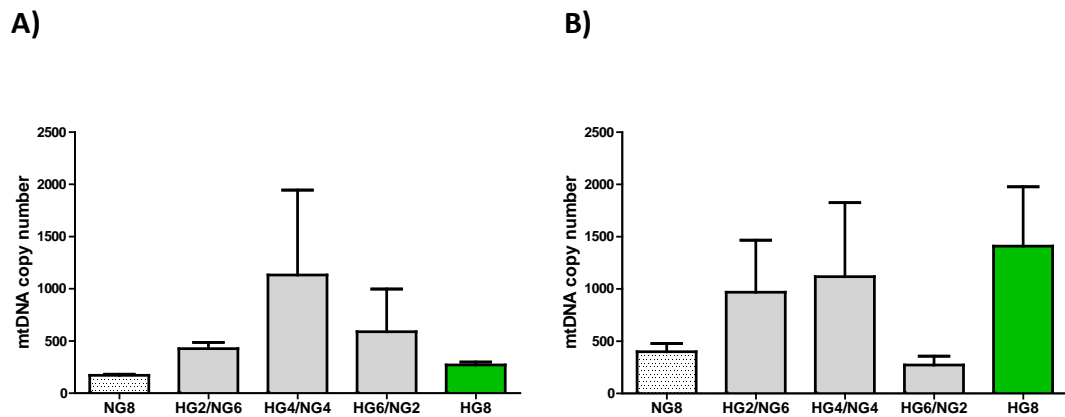 A)
B)
mtDNA copy number
2500
2000
1500
1000
500
0
NG8 HG2/NG6 HG4/NG4 HG6/NG2 HG8
mtDNA copy number
2500
2000
1500
1000
500
0
NG8 HG2/NG6 HG4/NG4 HG6/NG2 HG8